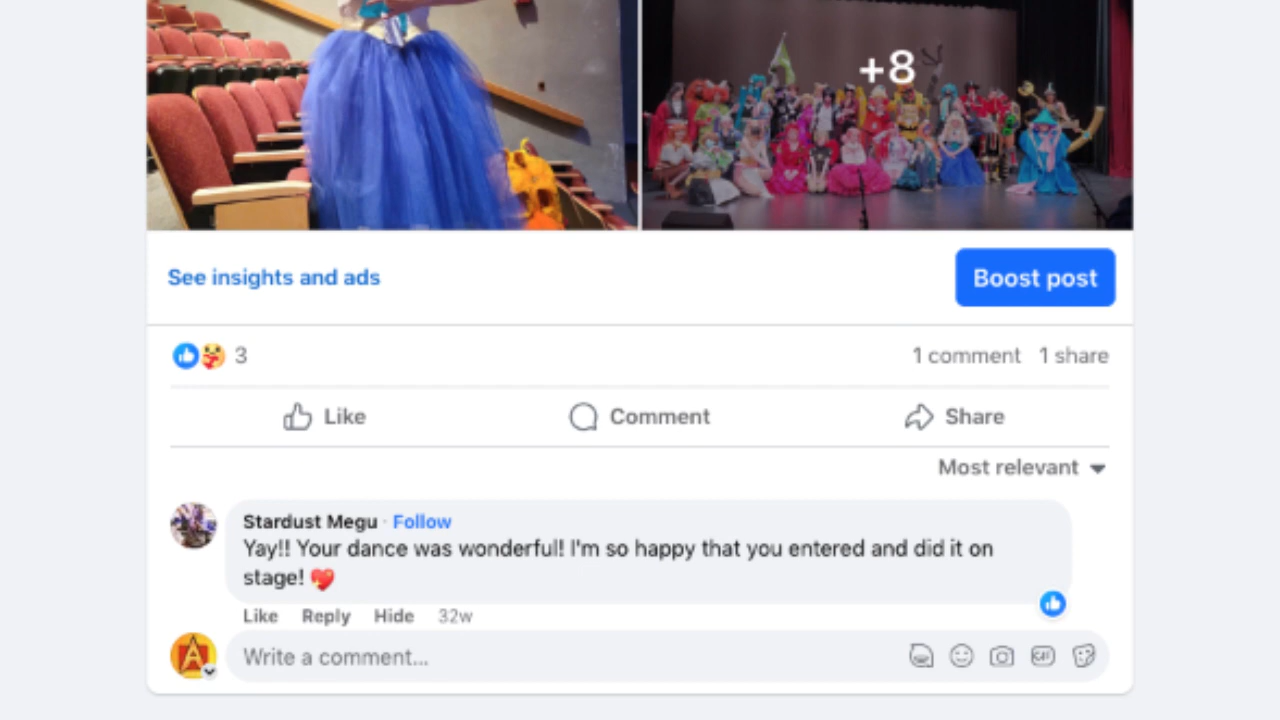 +8
See insights and ads
Boost post
3
1 comment 1 share
Like
Comment
Share
Most relevant
Stardust Megu · Follow
Yay!! Your dance was wonderful! I'm so happy that you entered and did it on
stage! 💖
Like Reply Hide 32w
A
Write a comment...
GIF